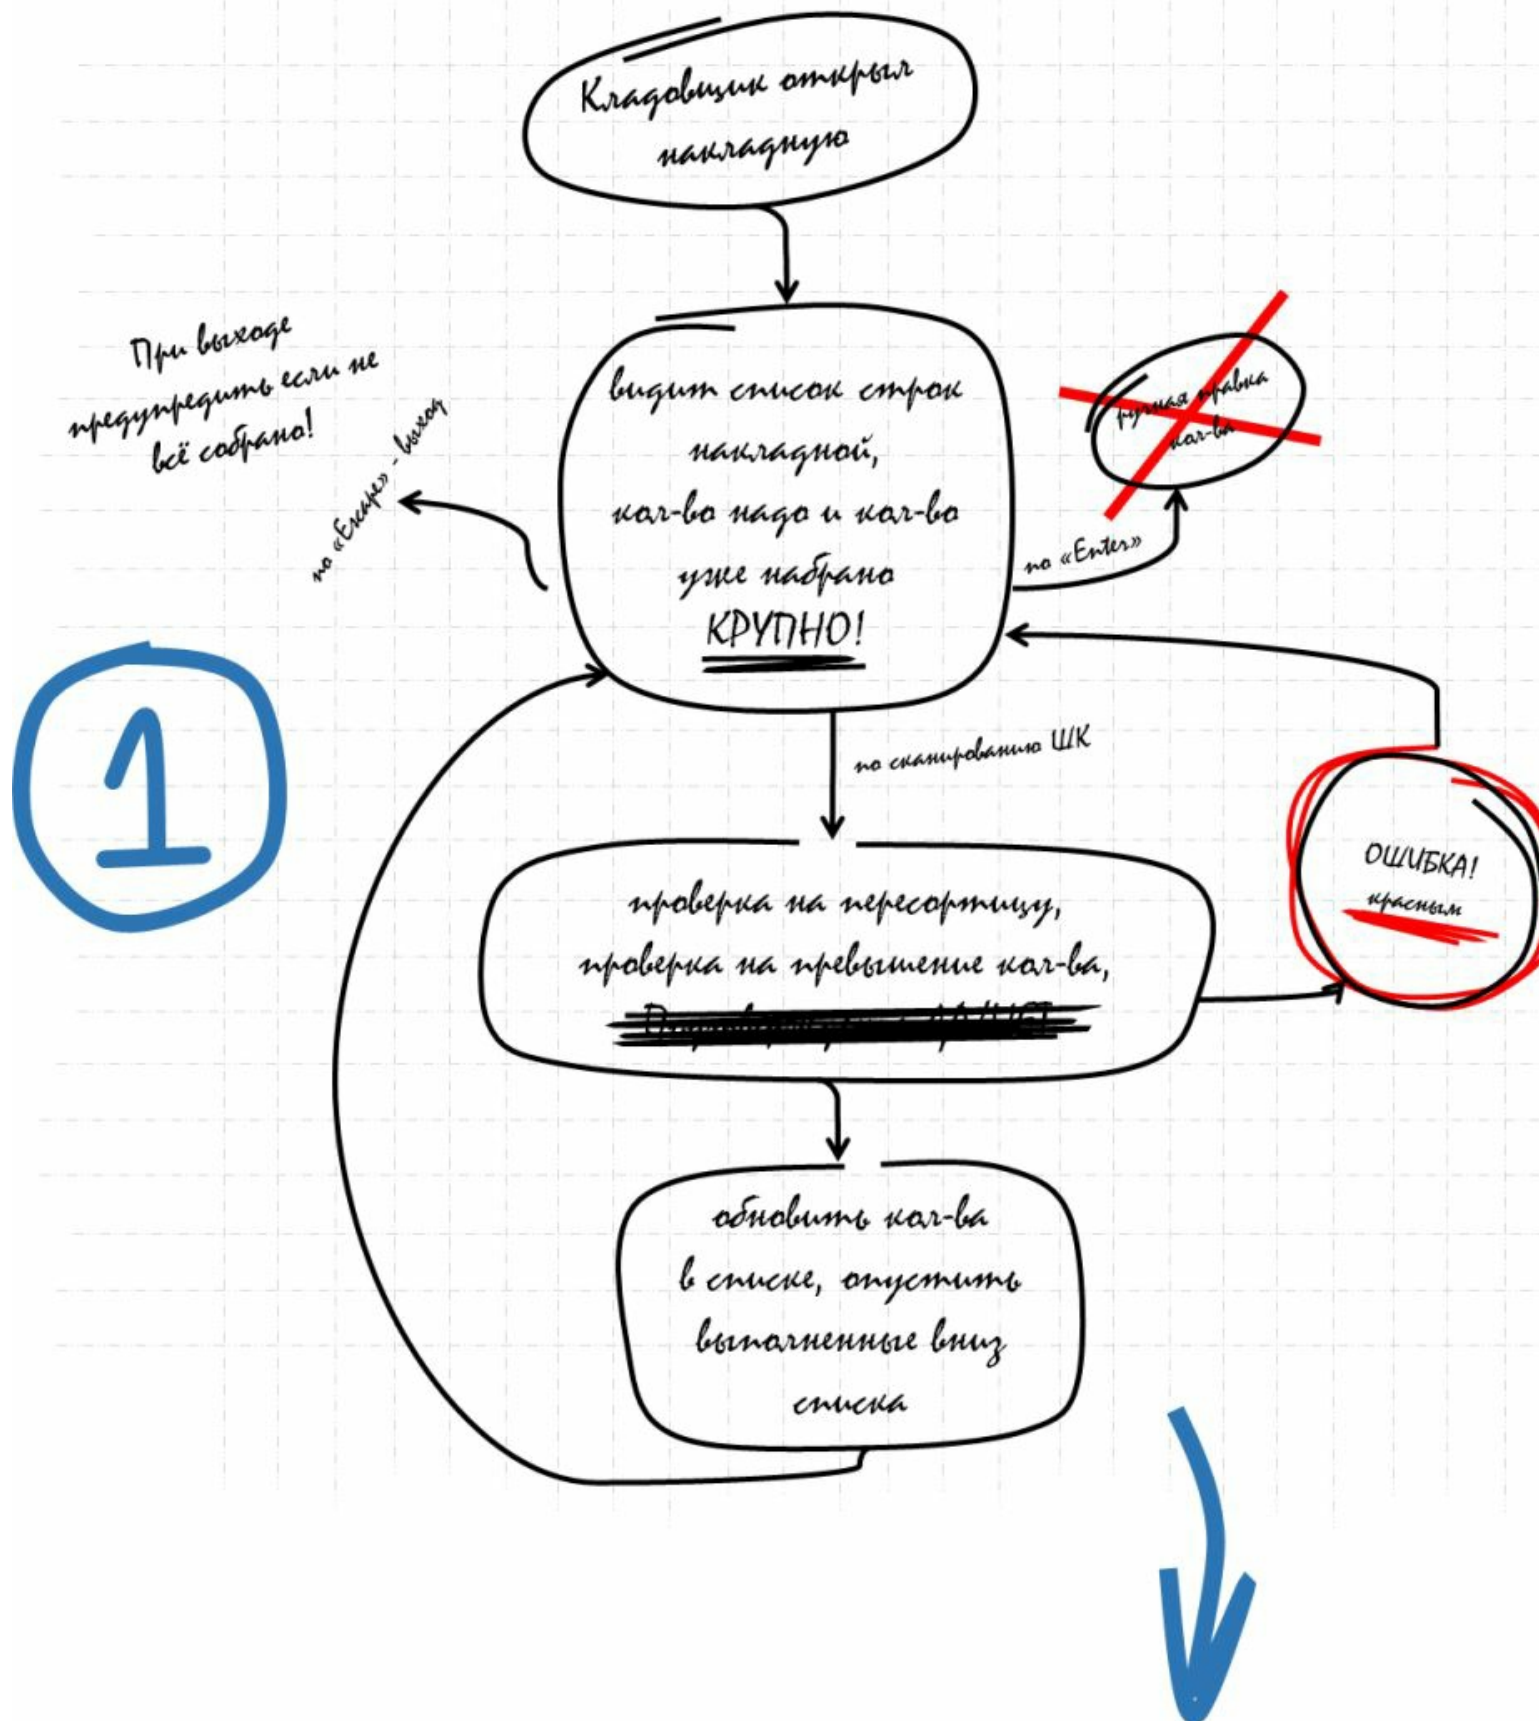 Кладовщик открыл
накладную
При выходе
предупредить если не
всё собрано!
по «Escape» - выход
видит список строк
накладной,
кол-во надо и кол-во
уже набрано
КРУПНО!
ручная правка
кол-ва
по «Enter»
1
по сканированию ШК
ОШИБКА!
красным
проверка на пересортицу,
проверка на превышение кол-ва,
обновить кол-ва
в списке, опустить
выполненные вниз
списка